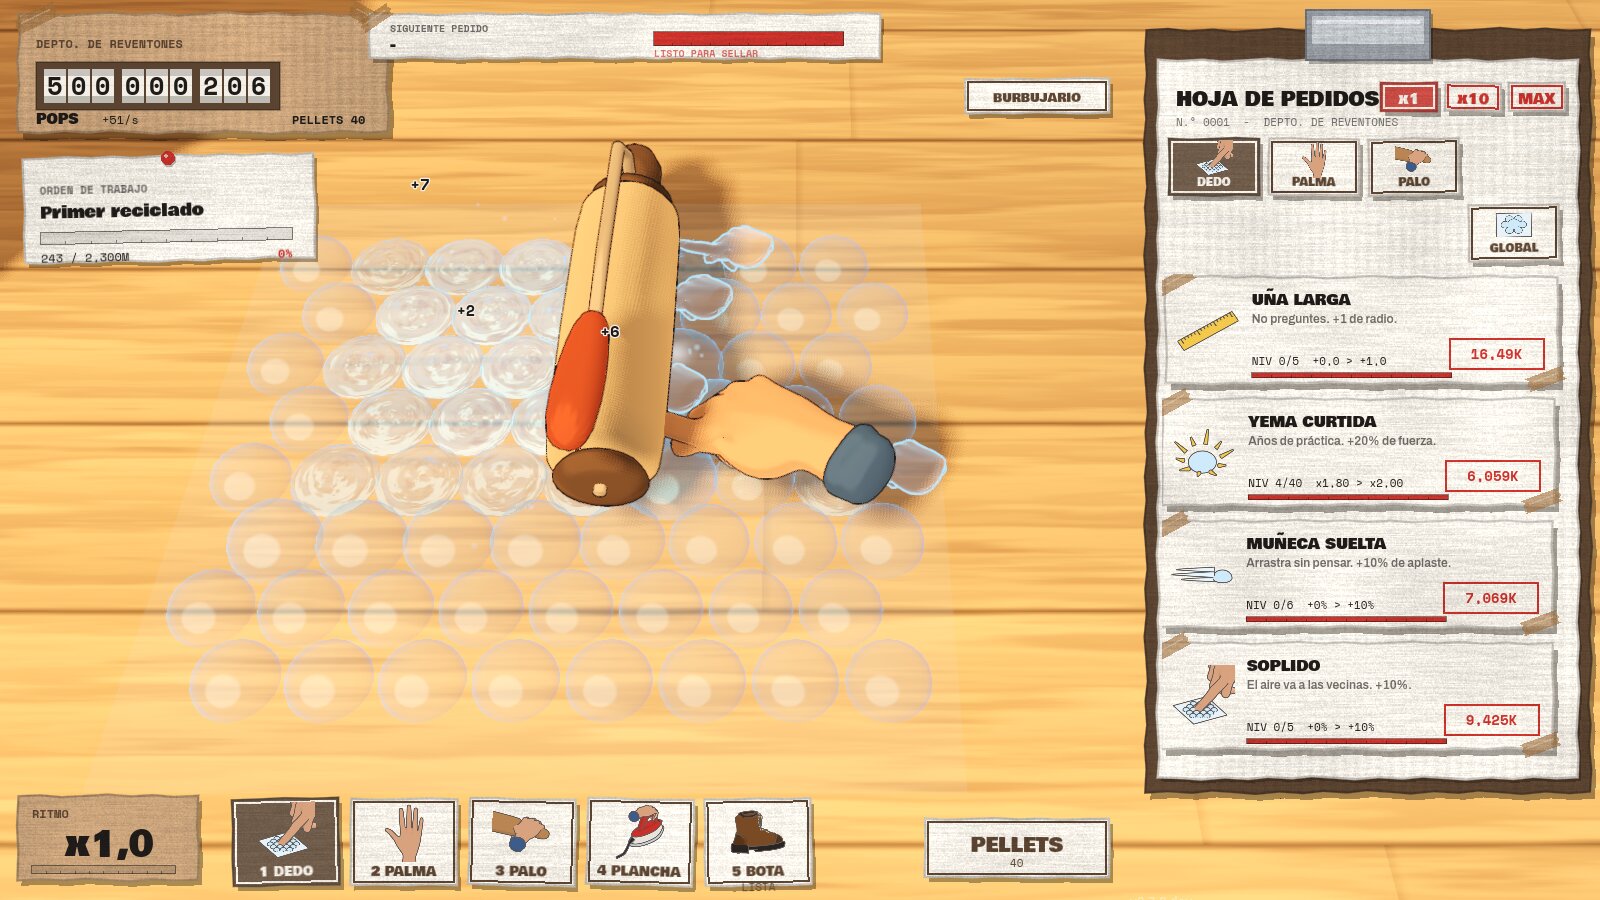 DEPTO. DE REVENTONES
500 000 206
POPS +51/s PELLETS 40
SIGUIENTE PEDIDO
-
LISTO PARA SELLAR
BURBUJARIO
ORDEN DE TRABAJO
Primer reciclado
243 / 2,300M 0%
+7
+2
+6
HOJA DE PEDIDOS x1 x10 MAX
N.° 0001 - DEPTO. DE REVENTONES
DEDO PALMA PALO
GLOBAL
UÑA LARGA
No preguntes. +1 de radio.
NIV 0/5 +0,0 > +1,0
16,49K
YEMA CURTIDA
Años de práctica. +20% de fuerza.
NIV 4/40 x1,80 > x2,00
6,059K
MUÑECA SUELTA
Arrastra sin pensar. +10% de aplaste.
NIV 0/6 +0% > +10%
7,069K
SOPLIDO
El aire va a las vecinas. +10%.
NIV 0/5 +0% > +10%
9,425K
RITMO
x1,0
1 DEDO 2 PALMA 3 PALO 4 PLANCHA 5 BOTA
LISTA
PELLETS
40